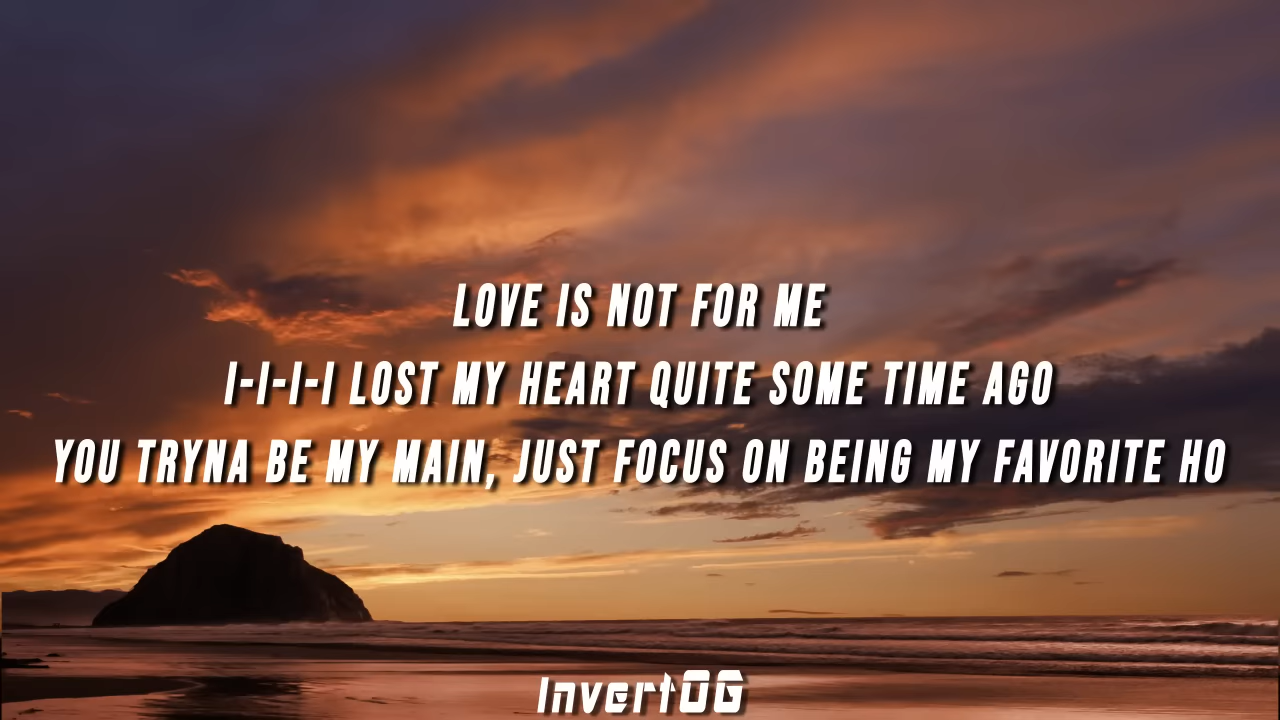 LOVE IS NOT FOR ME
I-I-I-I LOST MY HEART QUITE SOME TIME AGO
YOU TRYNA BE MY MAIN, JUST FOCUS ON BEING MY FAVORITE HO
InvertOG